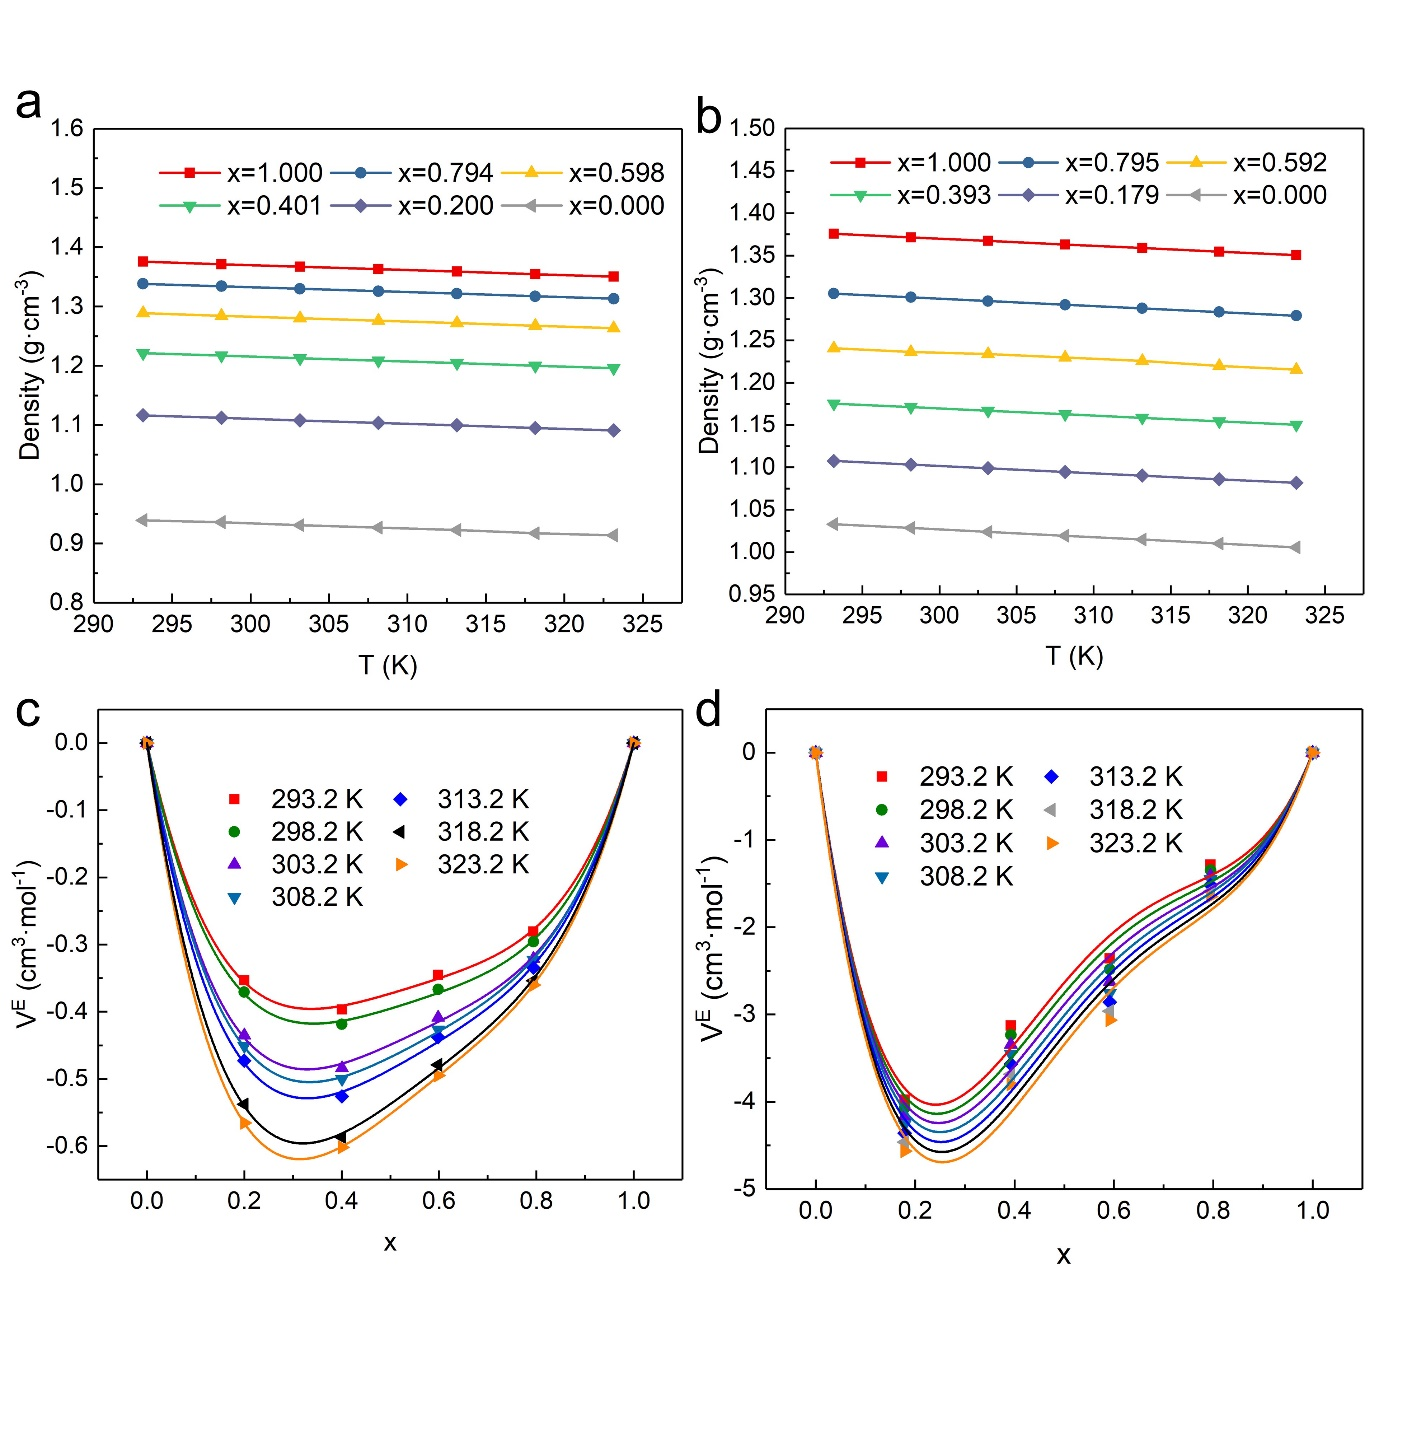 a
1.6
1.5
1.4
1.3
1.2
1.1
1.0
0.9
0.8
Density (g·cm⁻³)
x=1.000 x=0.794 x=0.598
x=0.401 x=0.200 x=0.000
290 295 300 305 310 315 320 325
T (K)
b
1.50
1.45
1.40
1.35
1.30
1.25
1.20
1.15
1.10
1.05
1.00
0.95
Density (g·cm⁻³)
x=1.000 x=0.795 x=0.592
x=0.393 x=0.179 x=0.000
290 295 300 305 310 315 320 325
T (K)
c
0.0
-0.1
-0.2
-0.3
-0.4
-0.5
-0.6
Vᴱ (cm³·mol⁻¹)
293.2 K 313.2 K
298.2 K 318.2 K
303.2 K 323.2 K
308.2 K
0.0 0.2 0.4 0.6 0.8 1.0
x
d
0
-1
-2
-3
-4
-5
Vᴱ (cm³·mol⁻¹)
293.2 K 313.2 K
298.2 K 318.2 K
303.2 K 323.2 K
308.2 K
0.0 0.2 0.4 0.6 0.8 1.0
x